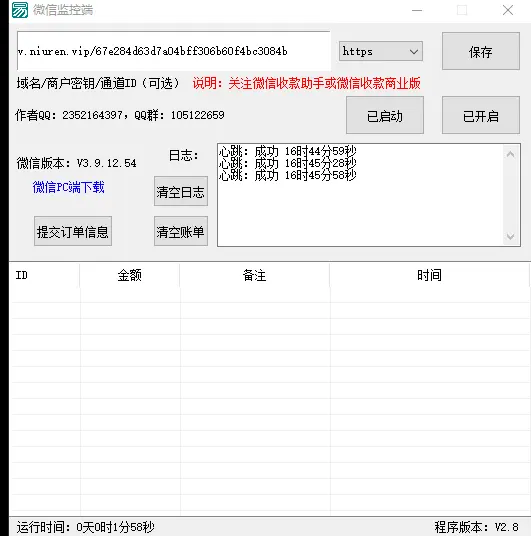 易 微信监控端
v.niuren.vip/67e284d63d7a04bff306b60f4bc3084b https 保存
域名/商户密钥/通道ID（可选） 说明：关注微信收款助手或微信收款商业版
作者QQ：2352164397，QQ群：105122659 已启动 已开启
微信版本：V3.9.12.54 日志：
微信PC端下载
清空日志
提交订单信息 清空账单
心跳：成功 16时44分59秒
心跳：成功 16时45分28秒
心跳：成功 16时45分58秒
ID 金额 备注 时间
运行时间：0天0时1分58秒 程序版本：V2.8